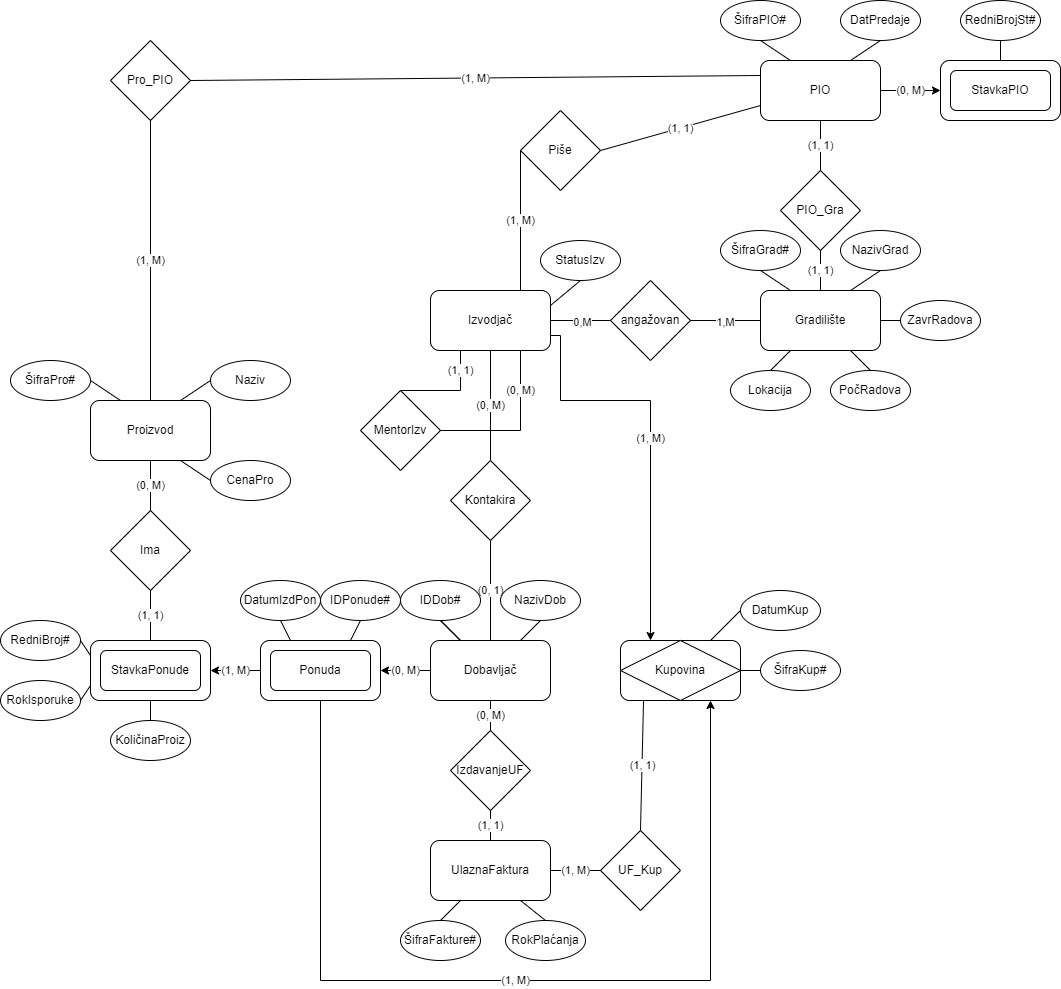 ŠifraPIO#
DatPredaje
RedniBrojSt#
Pro_PIO
(1, M)
PIO
(0, M)
StavkaPIO
Piše
(1, 1)
(1, 1)
(1, M)
PIO_Gra
(1, M)
StatusIzv
ŠifraGrad#
NazivGrad
(1, 1)
Izvodjač
0,M
angažovan
1,M
Gradilište
ZavrRadova
ŠifraPro#
Naziv
(1, 1)
(0, M)
(0, M)
Lokacija
PočRadova
Proizvod
MentorIzv
(1, M)
CenaPro
(0, M)
Kontakira
Ima
(0, 1)
DatumIzdPon
IDPonude#
IDDob#
NazivDob
DatumKup
(1, 1)
RedniBroj#
StavkaPonude
(1, M)
Ponuda
(0, M)
Dobavljač
Kupovina
ŠifraKup#
RokIsporuke
(0, M)
KoličinaProiz
IzdavanjeUF
(1, 1)
(1, 1)
UlaznaFaktura
(1, M)
UF_Kup
ŠifraFakture#
RokPlaćanja
(1, M)